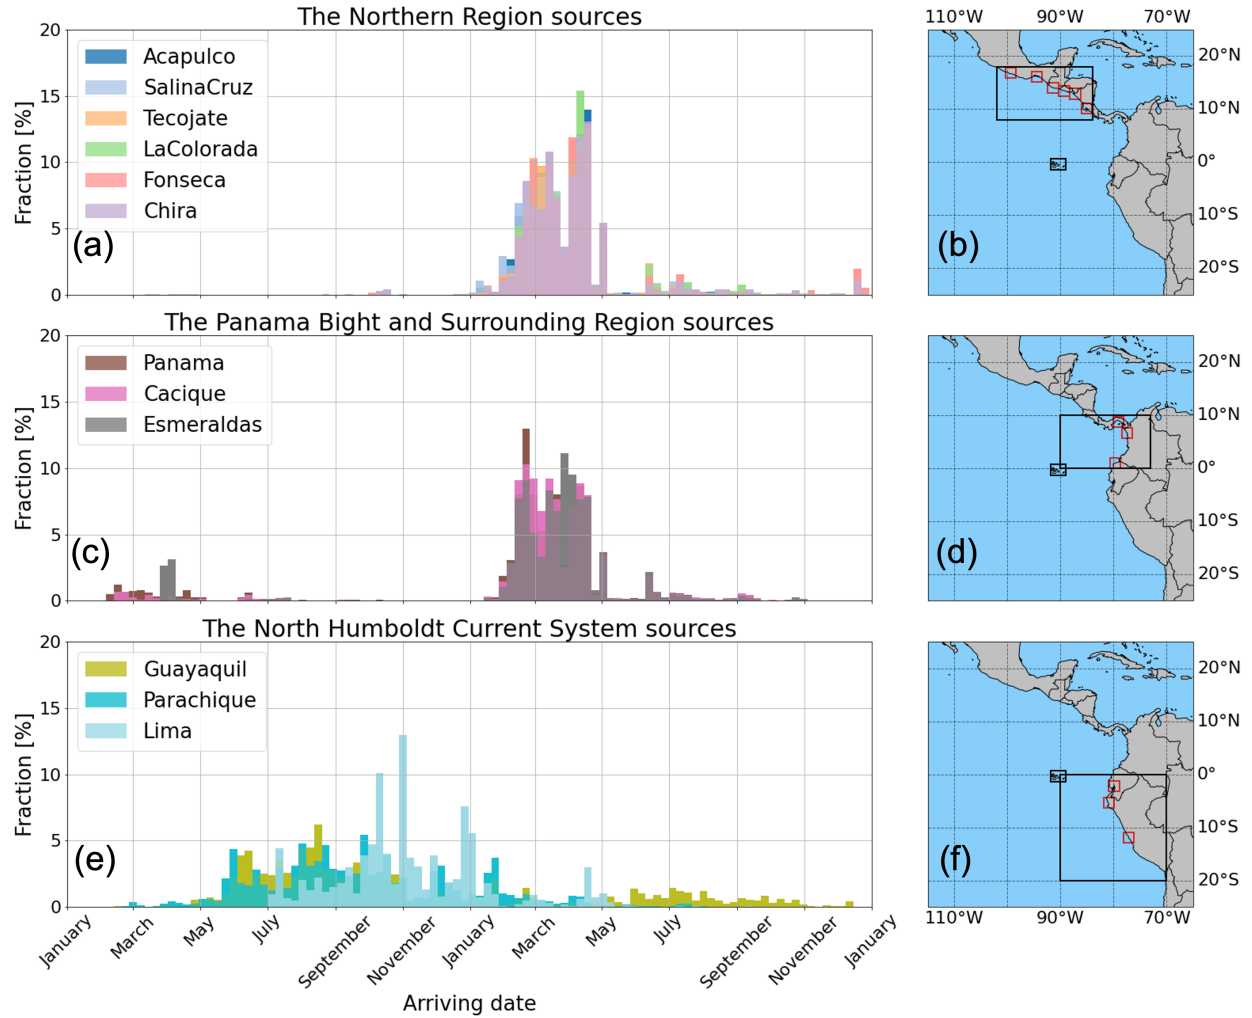 The Northern Region sources
20
15
10
5
0
Fraction [%]
Acapulco
SalinaCruz
Tecojate
LaColorada
Fonseca
Chira
(a)
110°W 90°W 70°W
20°N
10°N
0°
10°S
20°S
(b)
The Panama Bight and Surrounding Region sources
20
15
10
5
0
Fraction [%]
Panama
Cacique
Esmeraldas
(c)
20°N
10°N
0°
10°S
20°S
(d)
The North Humboldt Current System sources
20
15
10
5
0
Fraction [%]
Guayaquil
Parachique
Lima
(e)
January March May July September November January March May July September November January
Arriving date
20°N
10°N
0°
10°S
20°S
(f)
110°W 90°W 70°W